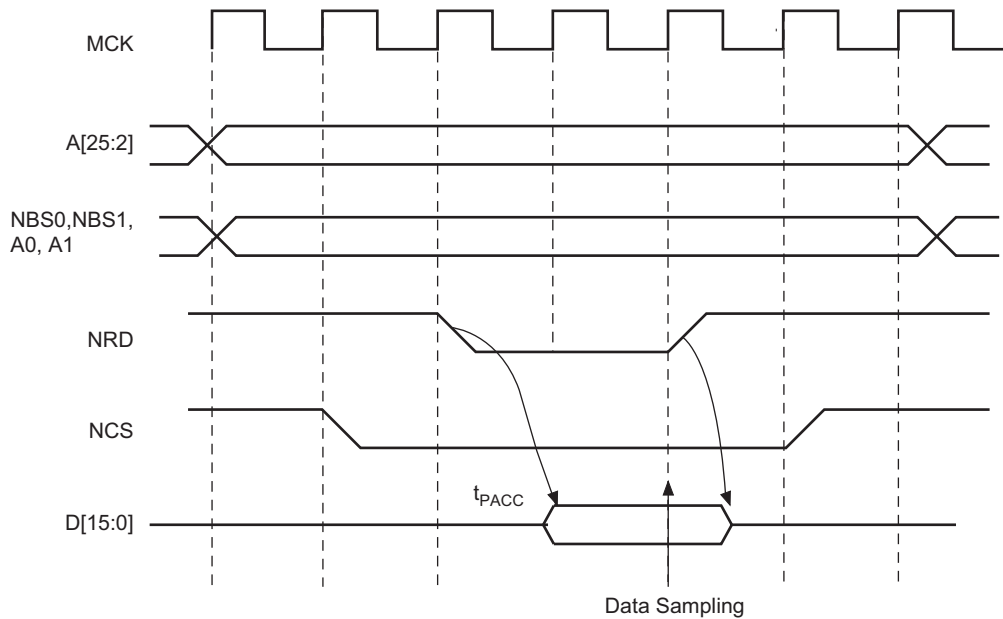 MCK
A[25:2]
NBS0,NBS1,
A0, A1
NRD
NCS
tPACC
D[15:0]
Data Sampling